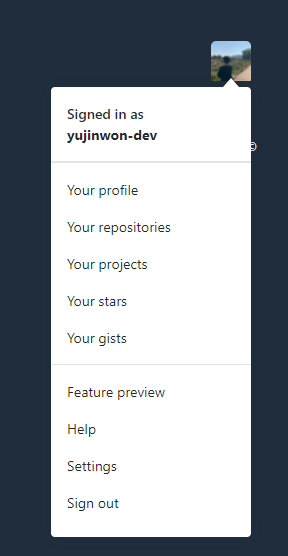 Signed in as
yujinwon-dev
©
Your profile
Your repositories
Your projects
Your stars
Your gists
Feature preview
Help
Settings
Sign out